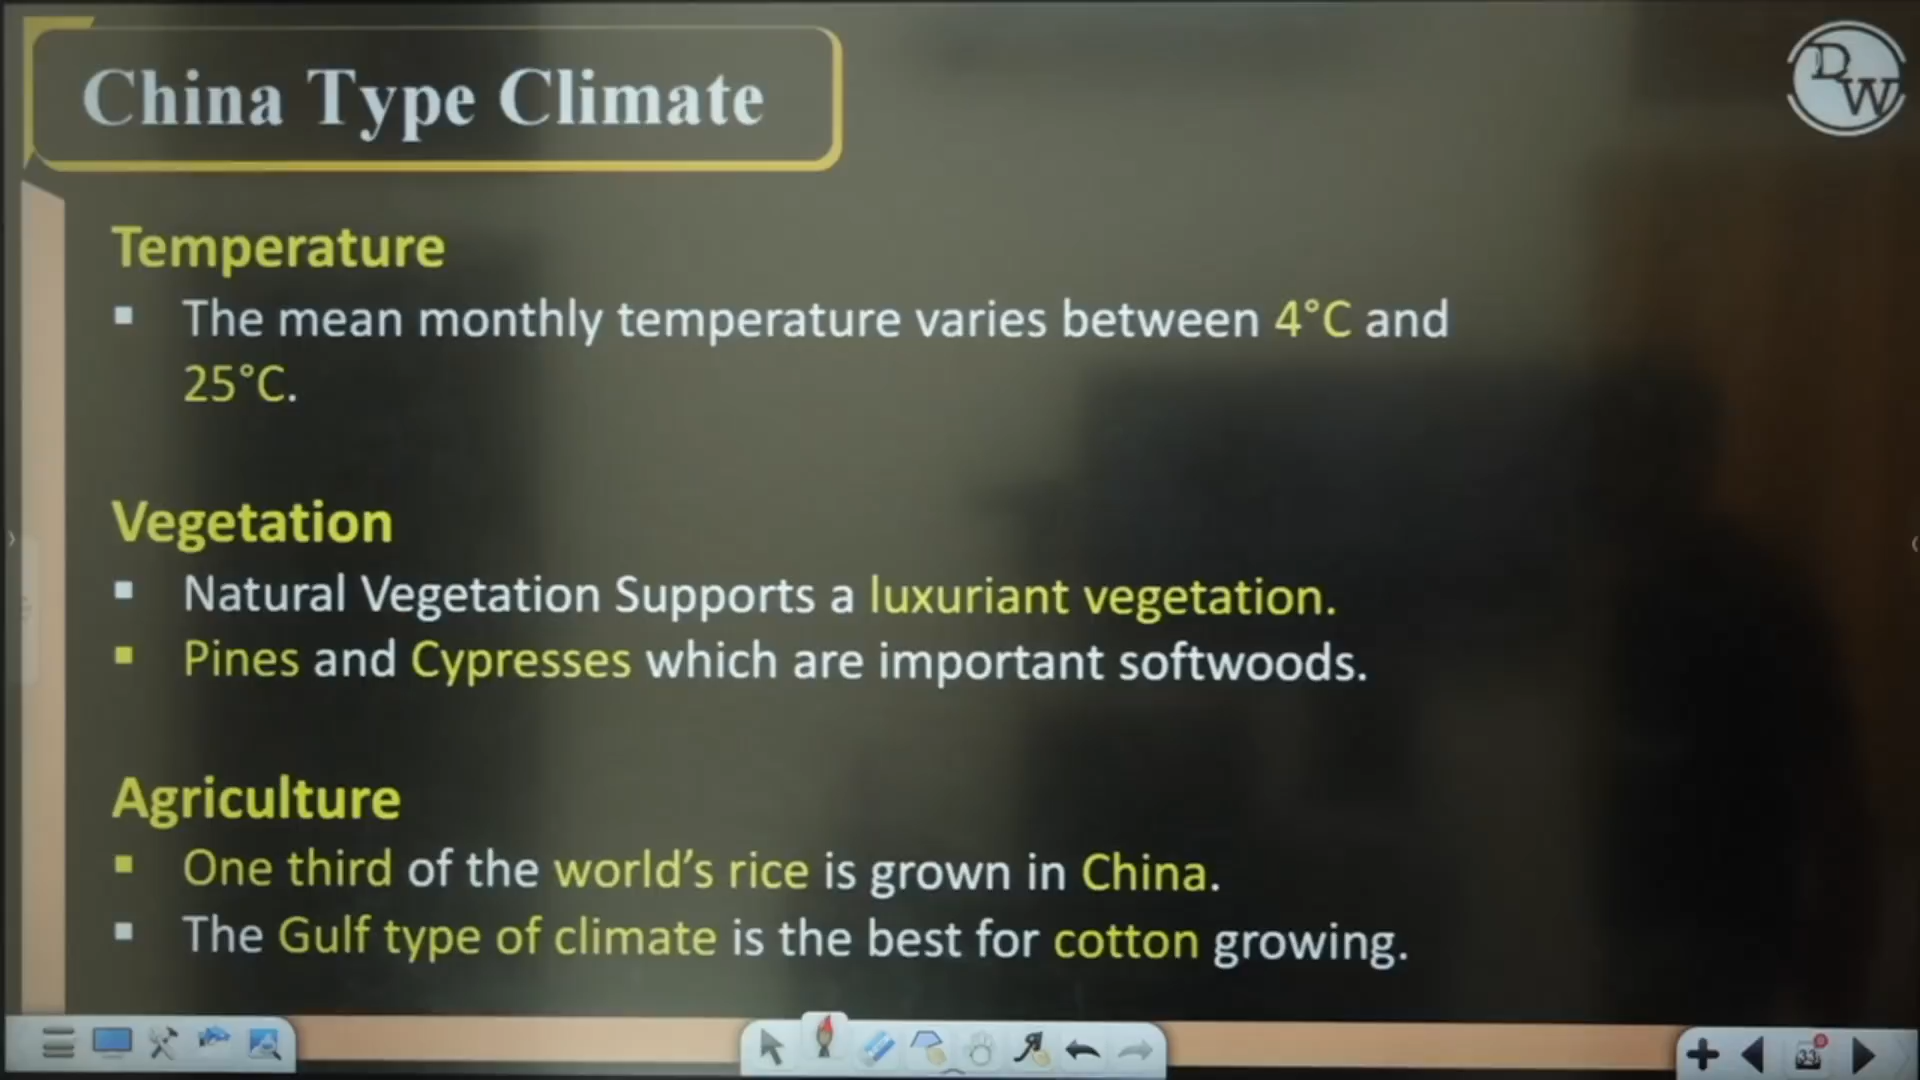 China Type Climate
PW
Temperature
▪ The mean monthly temperature varies between 4°C and
25°C.
Vegetation
▪ Natural Vegetation Supports a luxuriant vegetation.
▪ Pines and Cypresses which are important softwoods.
Agriculture
▪ One third of the world's rice is grown in China.
▪ The Gulf type of climate is the best for cotton growing.
33